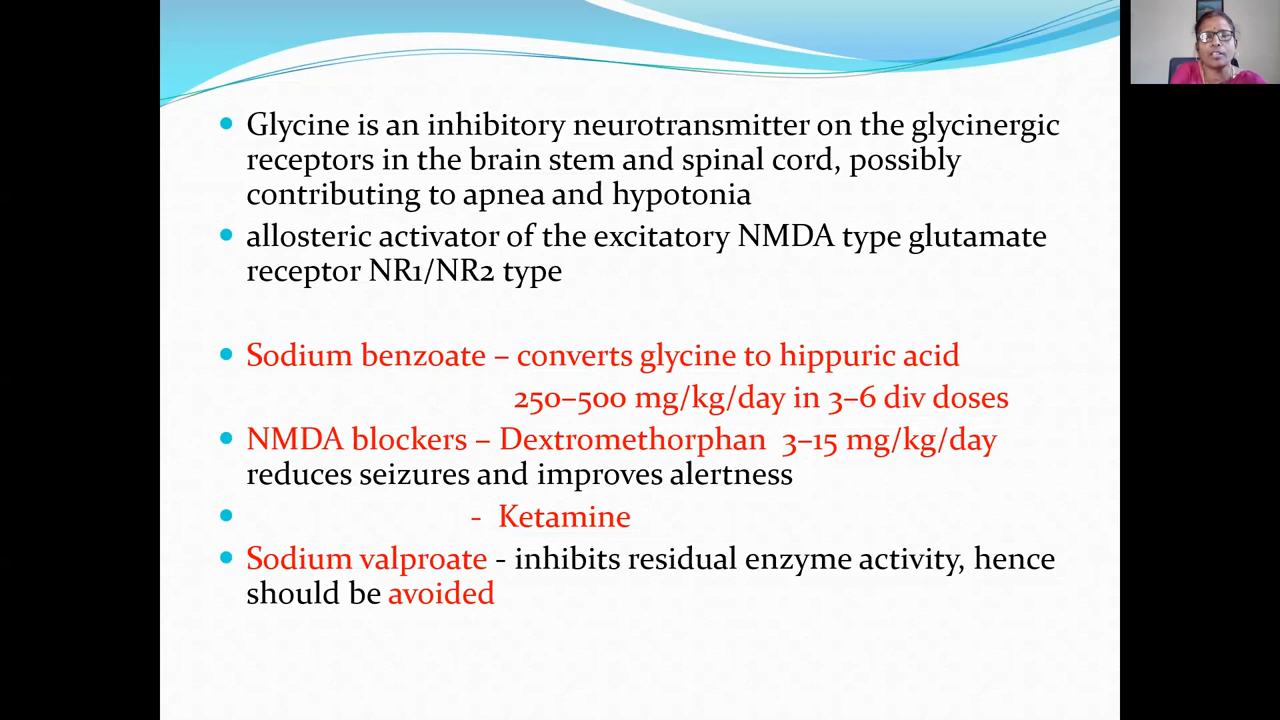 Glycine is an inhibitory neurotransmitter on the glycinergic
receptors in the brain stem and spinal cord, possibly
contributing to apnea and hypotonia
allosteric activator of the excitatory NMDA type glutamate
receptor NR1/NR2 type
Sodium benzoate – converts glycine to hippuric acid
250–500 mg/kg/day in 3–6 div doses
NMDA blockers – Dextromethorphan 3–15 mg/kg/day
reduces seizures and improves alertness
- Ketamine
Sodium valproate - inhibits residual enzyme activity, hence
should be avoided